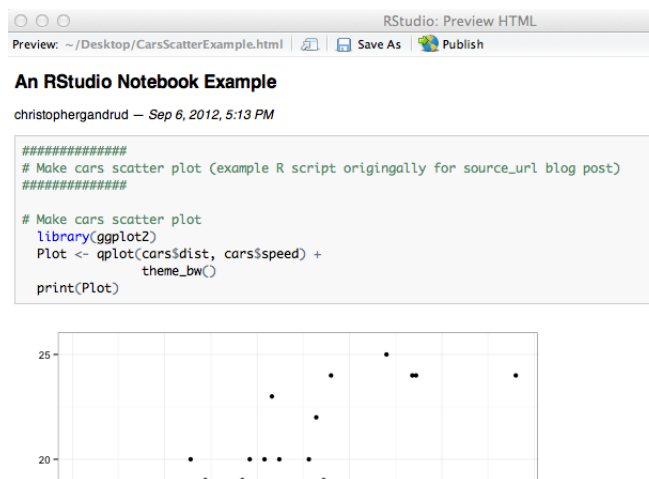 RStudio: Preview HTML
Preview: ~/Desktop/CarsScatterExample.html Save As Publish
An RStudio Notebook Example
christophergandrud — Sep 6, 2012, 5:13 PM
##############
# Make cars scatter plot (example R script origingally for source_url blog post)
##############
# Make cars scatter plot
library(ggplot2)
Plot <- qplot(cars$dist, cars$speed) +
theme_bw()
print(Plot)
25
20